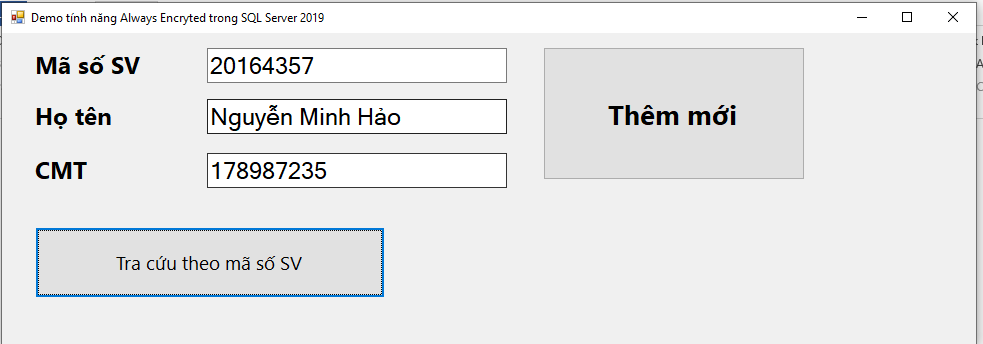 Demo tính năng Always Encryted trong SQL Server 2019
Mã số SV 20164357
Họ tên Nguyễn Minh Hảo
CMT 178987235
Thêm mới
Tra cứu theo mã số SV